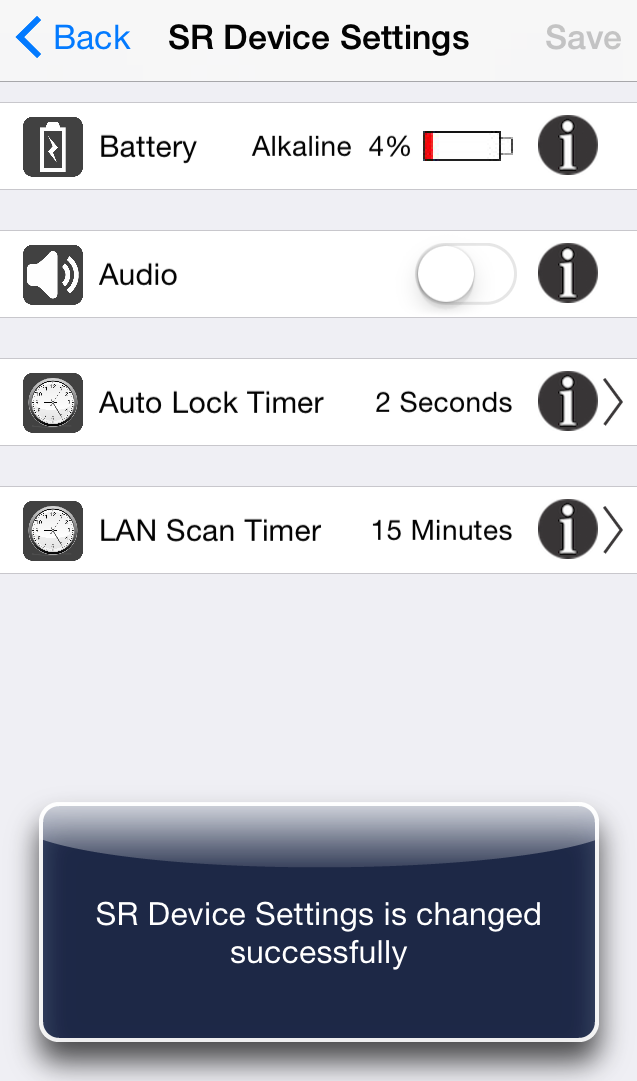 Back SR Device Settings Save
Battery Alkaline 4%
Audio
Auto Lock Timer 2 Seconds
LAN Scan Timer 15 Minutes
SR Device Settings is changed
successfully